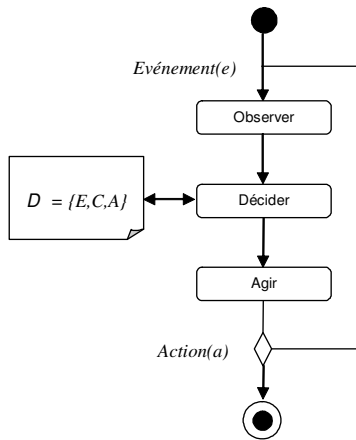 Evénement(e)
Observer
D = {E,C,A}
Décider
Agir
Action(a)